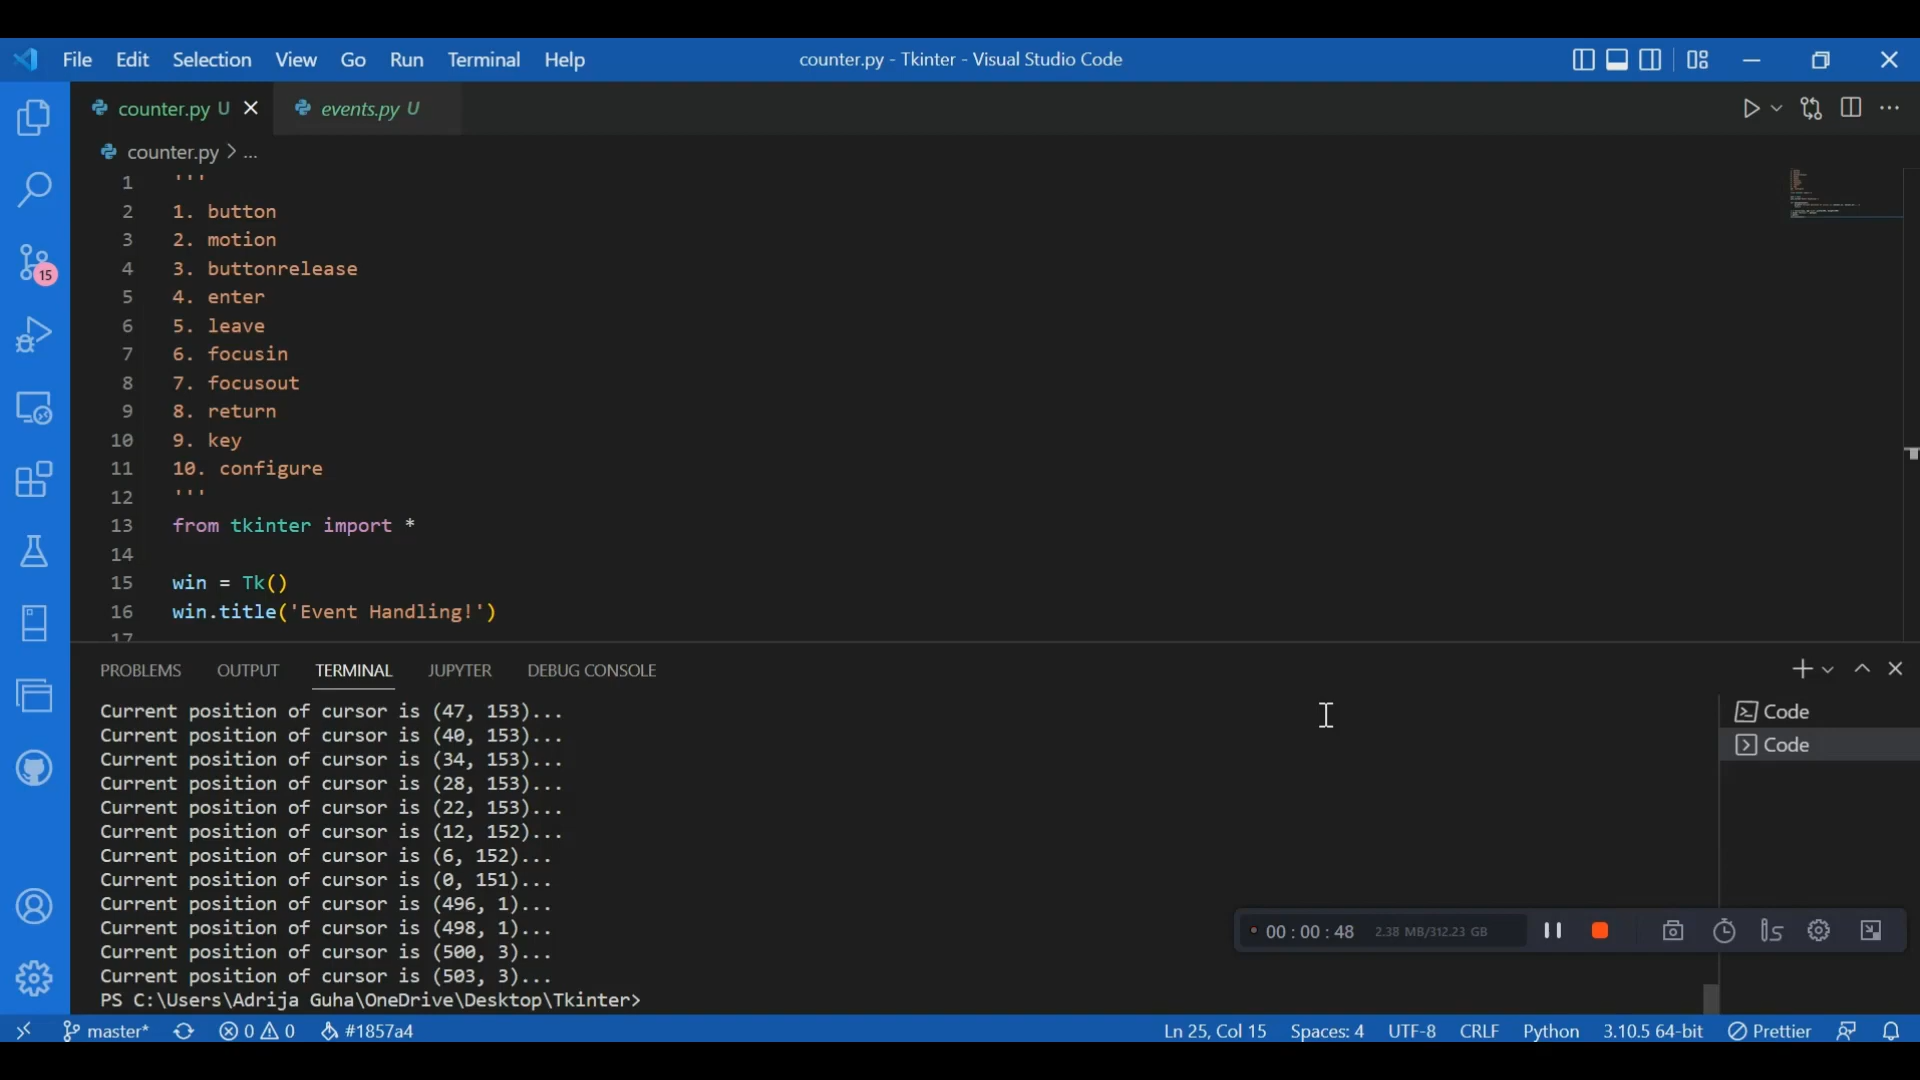 File Edit Selection View Go Run Terminal Help counter.py - Tkinter - Visual Studio Code
counter.py U events.py U
counter.py > ...
1 '''
2 1. button
3 2. motion
4 3. buttonrelease
5 4. enter
6 5. leave
7 6. focusin
8 7. focusout
9 8. return
10 9. key
11 10. configure
12 '''
13 from tkinter import *
14
15 win = Tk()
16 win.title('Event Handling!')
17
15
PROBLEMS OUTPUT TERMINAL JUPYTER DEBUG CONSOLE
Current position of cursor is (47, 153)...
Current position of cursor is (40, 153)...
Current position of cursor is (34, 153)...
Current position of cursor is (28, 153)...
Current position of cursor is (22, 153)...
Current position of cursor is (12, 152)...
Current position of cursor is (6, 152)...
Current position of cursor is (0, 151)...
Current position of cursor is (496, 1)...
Current position of cursor is (498, 1)...
Current position of cursor is (500, 3)...
Current position of cursor is (503, 3)...
PS C:\Users\Adrija Guha\OneDrive\Desktop\Tkinter>
Code
Code
00 : 00 : 48 2.38 MB/312.23 GB
master* 0 0 #1857a4 Ln 25, Col 15 Spaces: 4 UTF-8 CRLF Python 3.10.5 64-bit Prettier